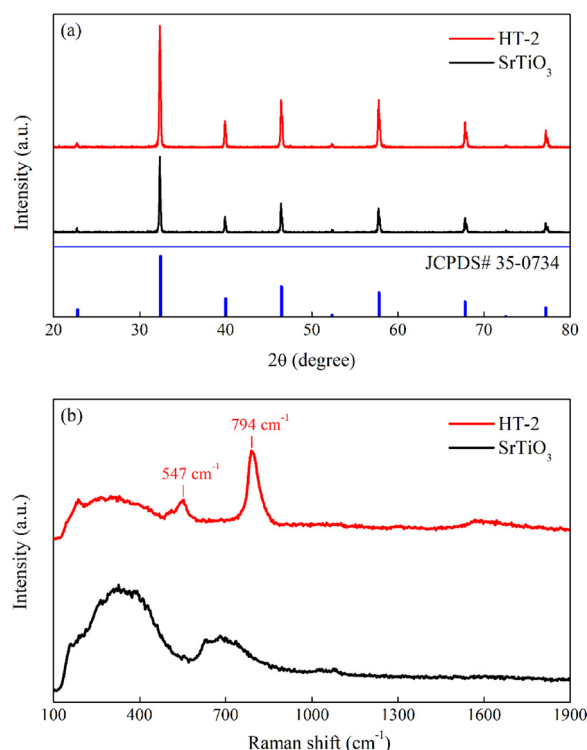 (a)
HT-2
SrTiO₃
Intensity (a.u.)
JCPDS# 35-0734
20 30 40 50 60 70 80
2θ (degree)
(b)
794 cm⁻¹
HT-2
547 cm⁻¹
SrTiO₃
Intensity (a.u.)
100 400 700 1000 1300 1600 1900
Raman shift (cm⁻¹)